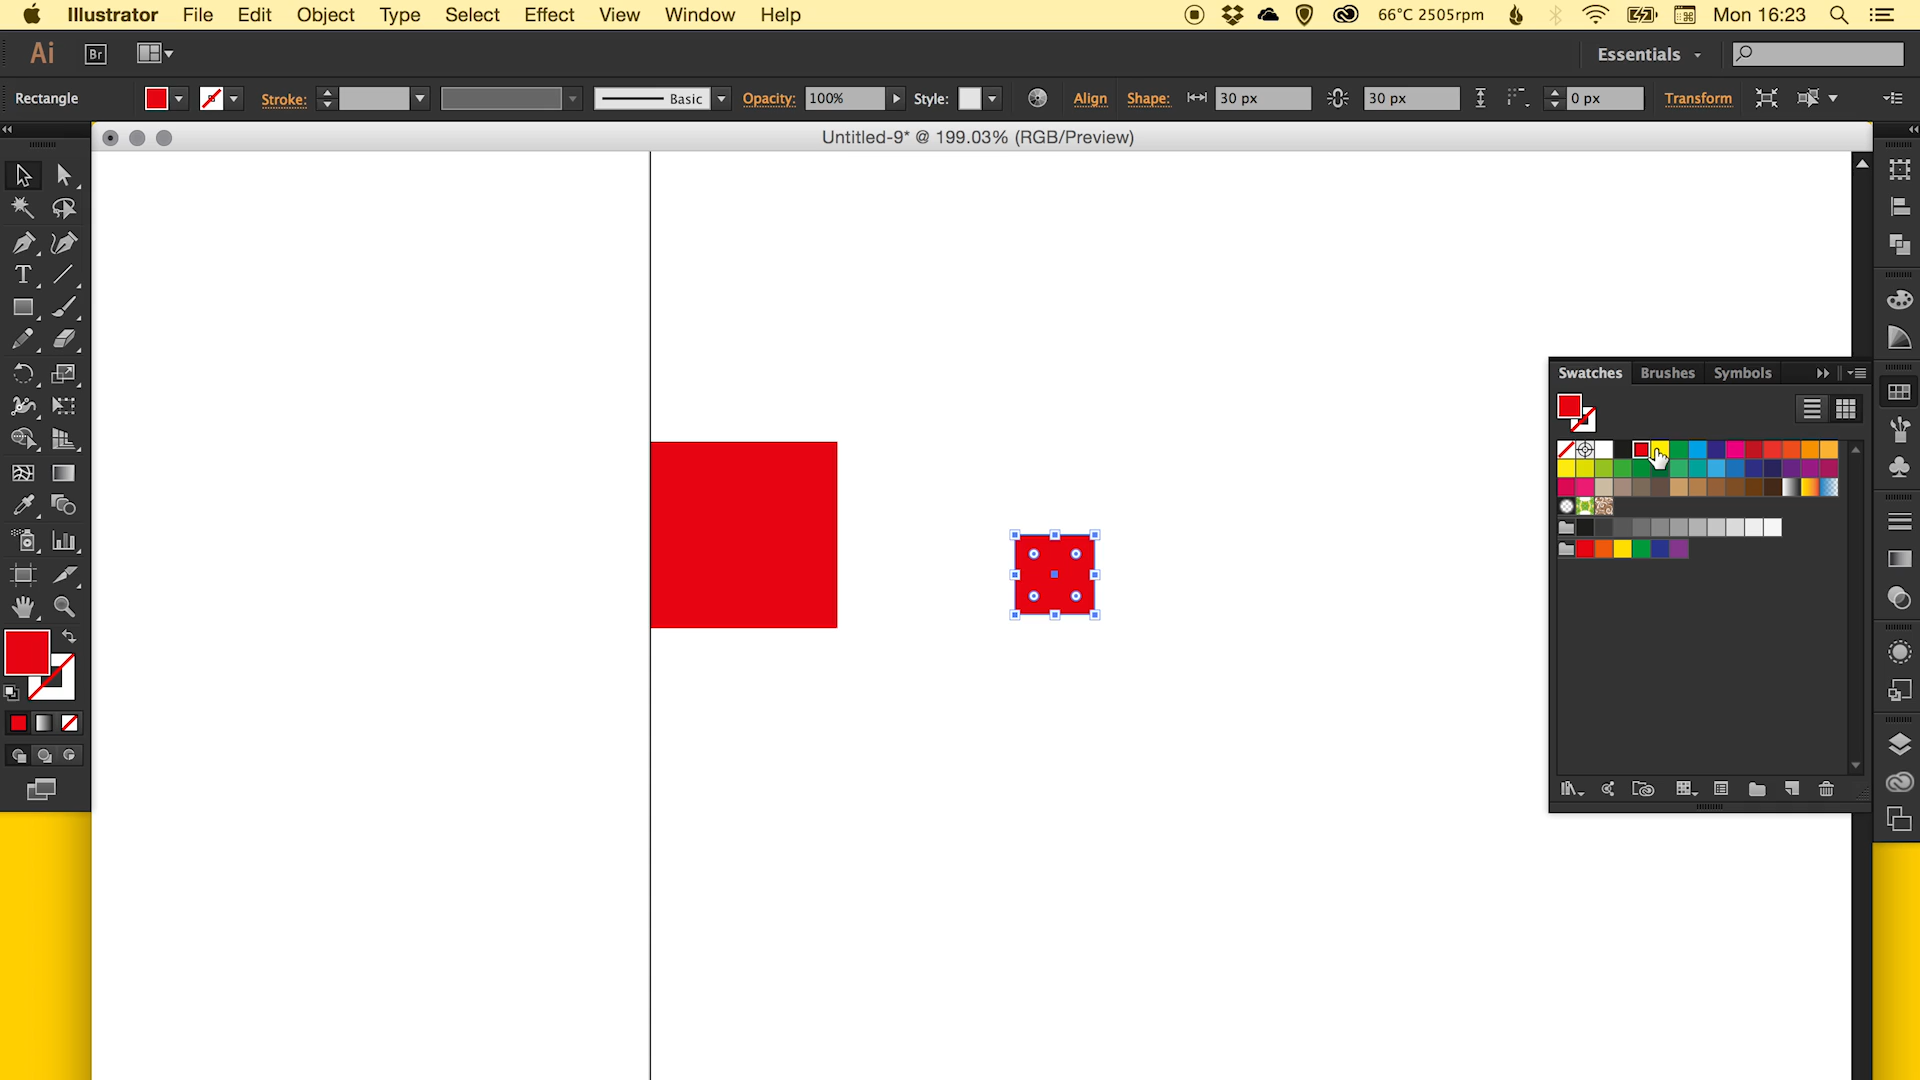 Illustrator File Edit Object Type Select Effect View Window Help 66°C 2505rpm Mon 16:23
Ai Br Essentials
Rectangle Stroke: Basic Opacity: 100% Style: Align Shape: 30 px 30 px 0 px Transform
Untitled-9* @ 199.03% (RGB/Preview)
Swatches Brushes Symbols
T